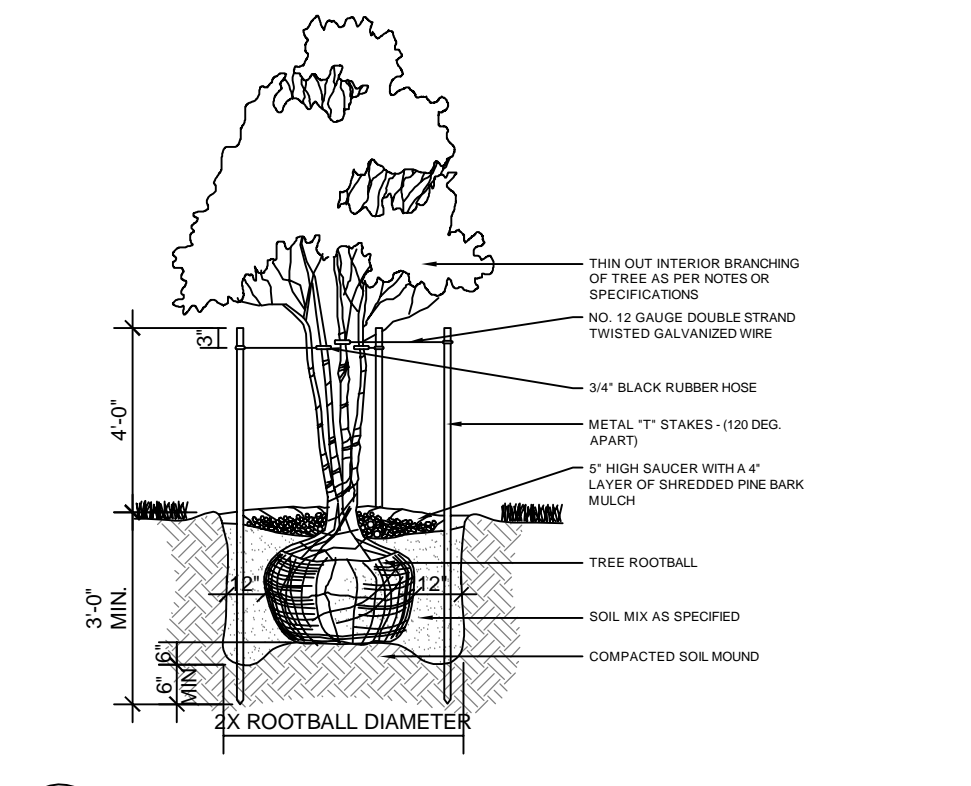 THIN OUT INTERIOR BRANCHING
OF TREE AS PER NOTES OR
SPECIFICATIONS
NO. 12 GAUGE DOUBLE STRAND
TWISTED GALVANIZED WIRE
3"
3/4" BLACK RUBBER HOSE
4'-0"
METAL "T" STAKES - (120 DEG.
APART)
5" HIGH SAUCER WITH A 4"
LAYER OF SHREDDED PINE BARK
MULCH
TREE ROOTBALL
12"
12"
3'-0"
MIN.
SOIL MIX AS SPECIFIED
6"
COMPACTED SOIL MOUND
6"
MIN
2X ROOTBALL DIAMETER